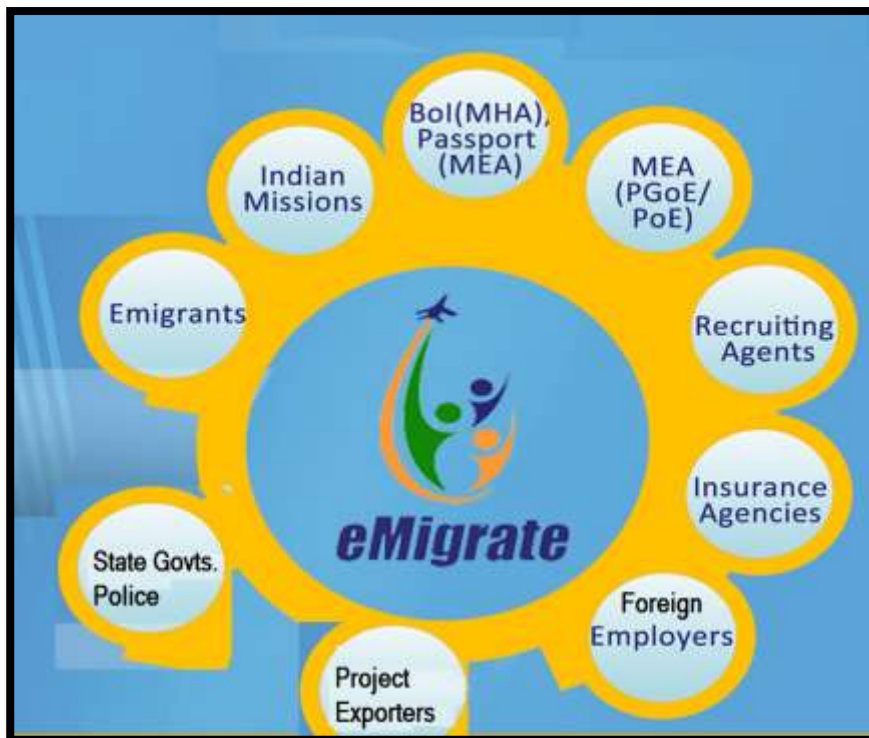 BoI(MHA),
Passport
(MEA)
MEA
(PGoE/
PoE)
Indian
Missions
Emigrants
Recruiting
Agents
eMigrate
Insurance
Agencies
State Govts.
Police
Foreign
Employers
Project
Exporters